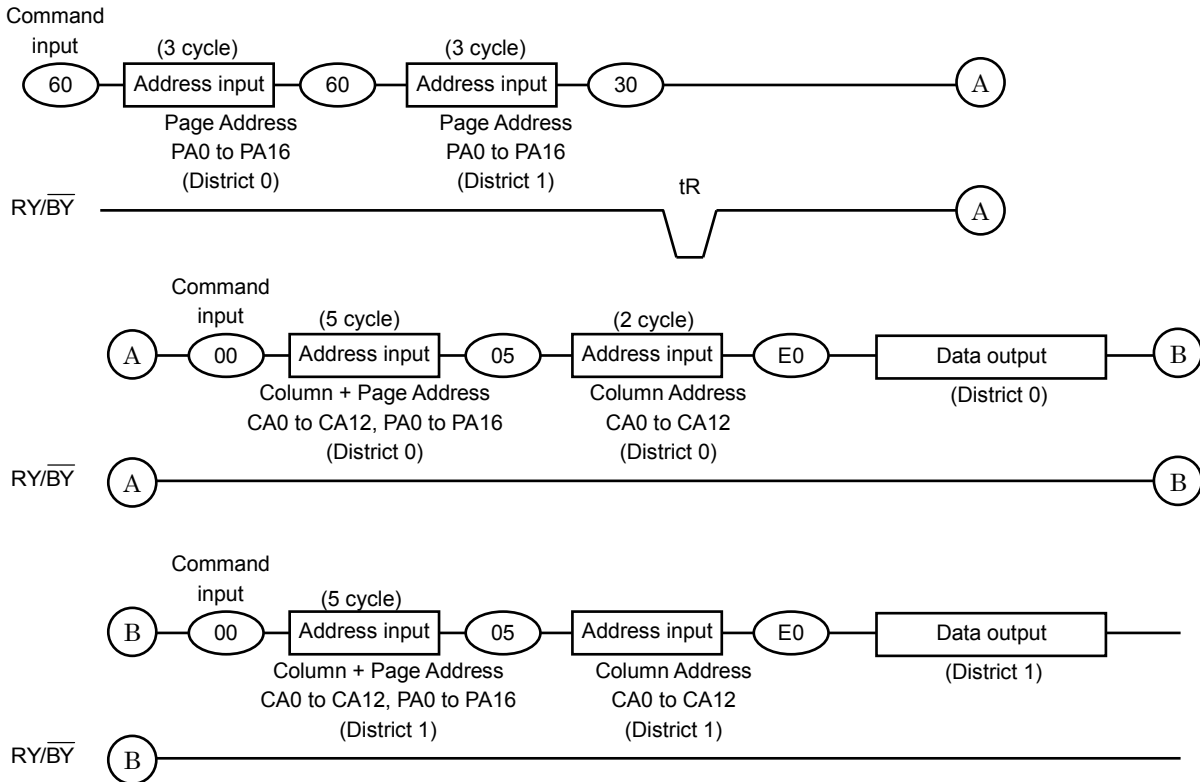 Command
input
(3 cycle) (3 cycle)
60 Address input 60 Address input 30 A
Page Address Page Address
PA0 to PA16 PA0 to PA16
(District 0) (District 1)
tR
RY/BY A
Command
input
(5 cycle) (2 cycle)
A 00 Address input 05 Address input E0 Data output B
Column + Page Address Column Address (District 0)
CA0 to CA12, PA0 to PA16 CA0 to CA12
(District 0) (District 0)
RY/BY A B
Command
input
(5 cycle)
B 00 Address input 05 Address input E0 Data output
Column + Page Address Column Address (District 1)
CA0 to CA12, PA0 to PA16 CA0 to CA12
(District 1) (District 1)
RY/BY B